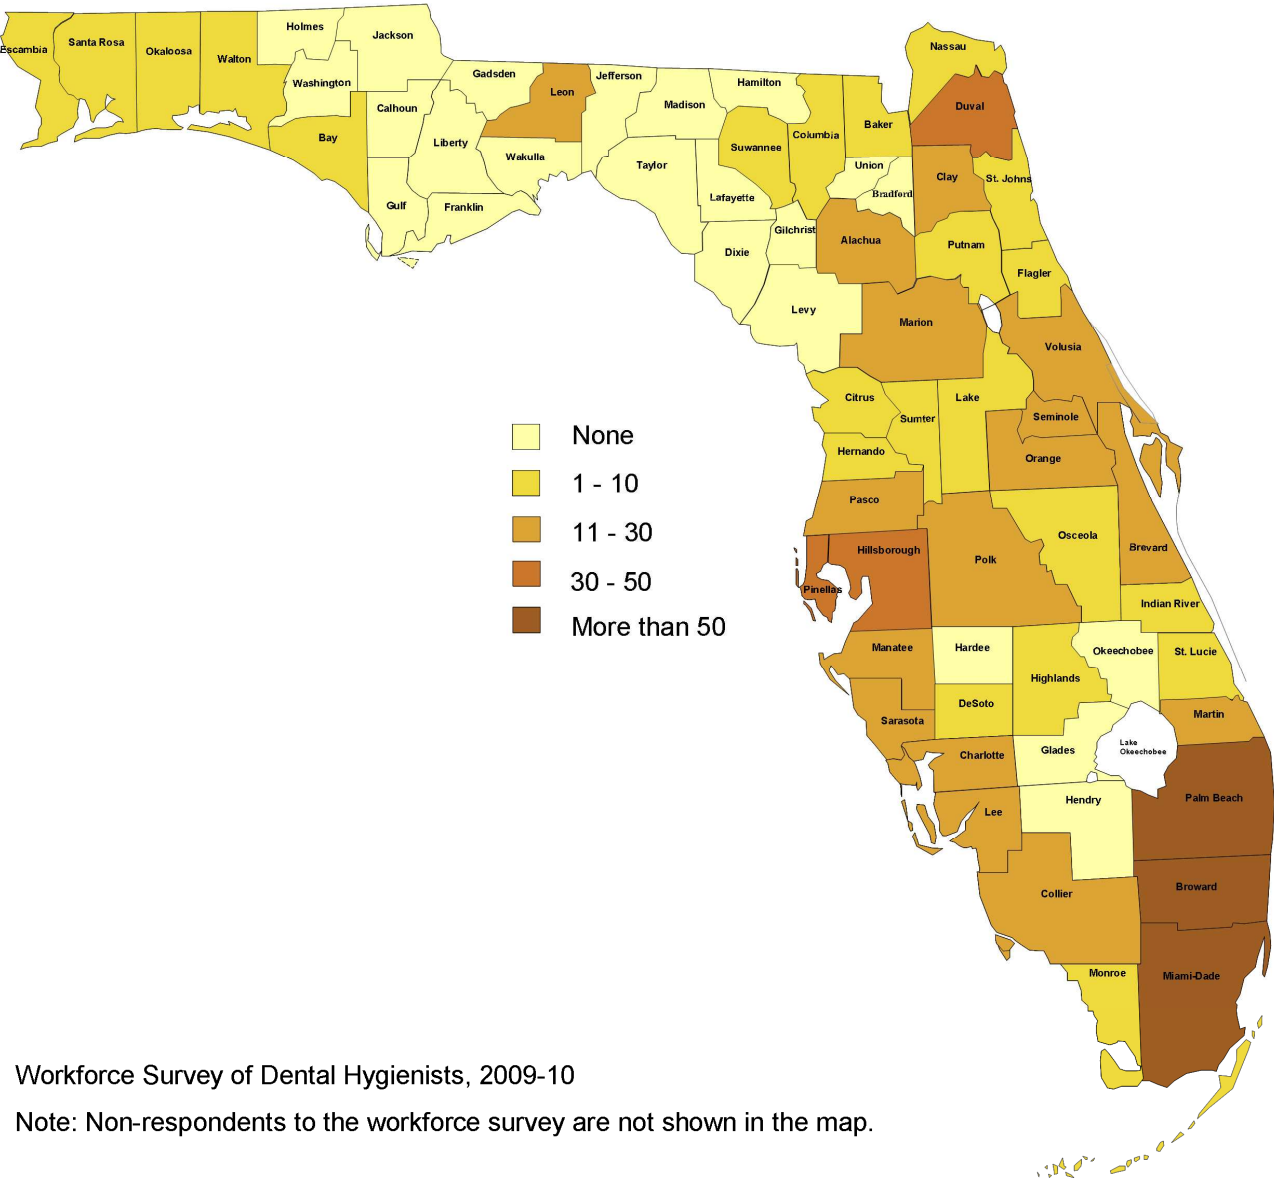 Holmes
Jackson
Escambia
Santa Rosa
Okaloosa
Walton
Washington
Gadsden
Leon
Jefferson
Hamilton
Nassau
Duval
Madison
Calhoun
Bay
Liberty
Wakulla
Suwannee
Columbia
Baker
Taylor
Union
Bradford
Clay
St. Johns
Lafayette
Gulf
Franklin
Gilchrist
Alachua
Putnam
Dixie
Flagler
Levy
Marion
Volusia
Citrus
Sumter
Lake
Seminole
Hernando
Orange
Pasco
Osceola
Brevard
Hillsborough
Polk
Pinellas
Indian River
None
1 - 10
11 - 30
30 - 50
More than 50
Manatee
Hardee
Okeechobee
St. Lucie
Highlands
DeSoto
Sarasota
Martin
Charlotte
Glades
Lake
Okeechobee
Hendry
Palm Beach
Lee
Collier
Broward
Monroe
Miami-Dade
Workforce Survey of Dental Hygienists, 2009-10
Note: Non-respondents to the workforce survey are not shown in the map.